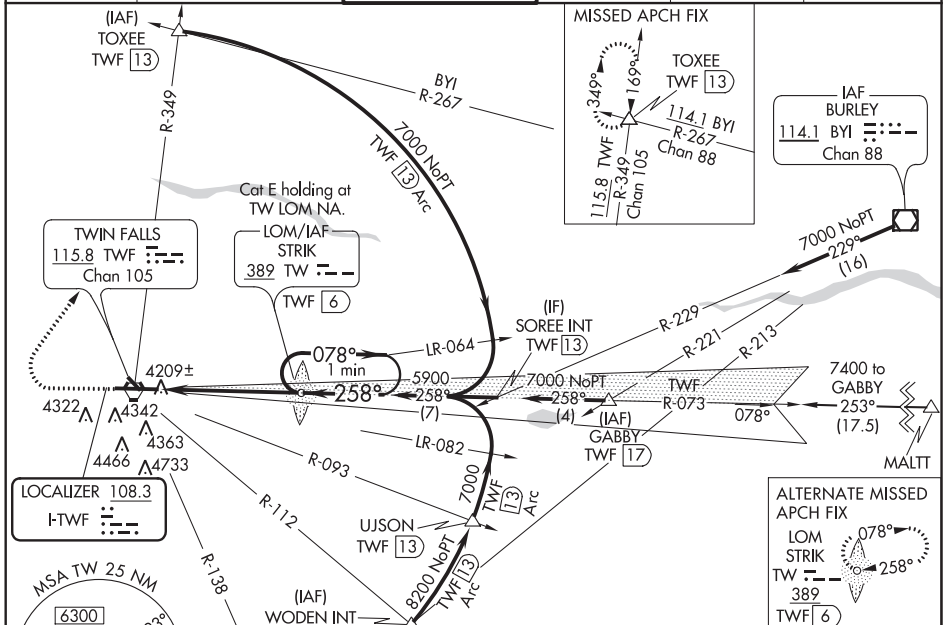 (IAF)
TOXEE
TWF 13
R-349
BYI
R-267
7000 NoPT
TWF 13 Arc
MISSED APCH FIX
TOXEE
TWF 13
349°
169°
114.1 BYI
R-267
Chan 88
115.8 TWF
R-349
Chan 105
IAF
BURLEY
114.1 BYI
Chan 88
7000 NoPT
229°
(16)
Cat E holding at
TW LOM NA.
LOM/IAF
STRIK
389 TW
TWF 6
TWIN FALLS
115.8 TWF
Chan 105
(IF)
SOREE INT
TWF 13
R-229
R-221
R-213
LR-064
078°
1 min
258°
5900
258°
(7)
7000 NoPT
258°
(4)
TWF
R-073
078°
7400 to
GABBY
253°
(17.5)
MALTT
(IAF)
GABBY
TWF 17
4209±
4322
4342
4363
4466
4733
LR-082
R-093
R-112
R-138
LOCALIZER 108.3
I-TWF
7000
TWF 13 Arc
UJSON
TWF 13
8200 NoPT
TWF 13 Arc
(IAF)
WODEN INT
MSA TW 25 NM
6300
ALTERNATE MISSED
APCH FIX
LOM
STRIK
TW
389
TWF 6
078°
258°